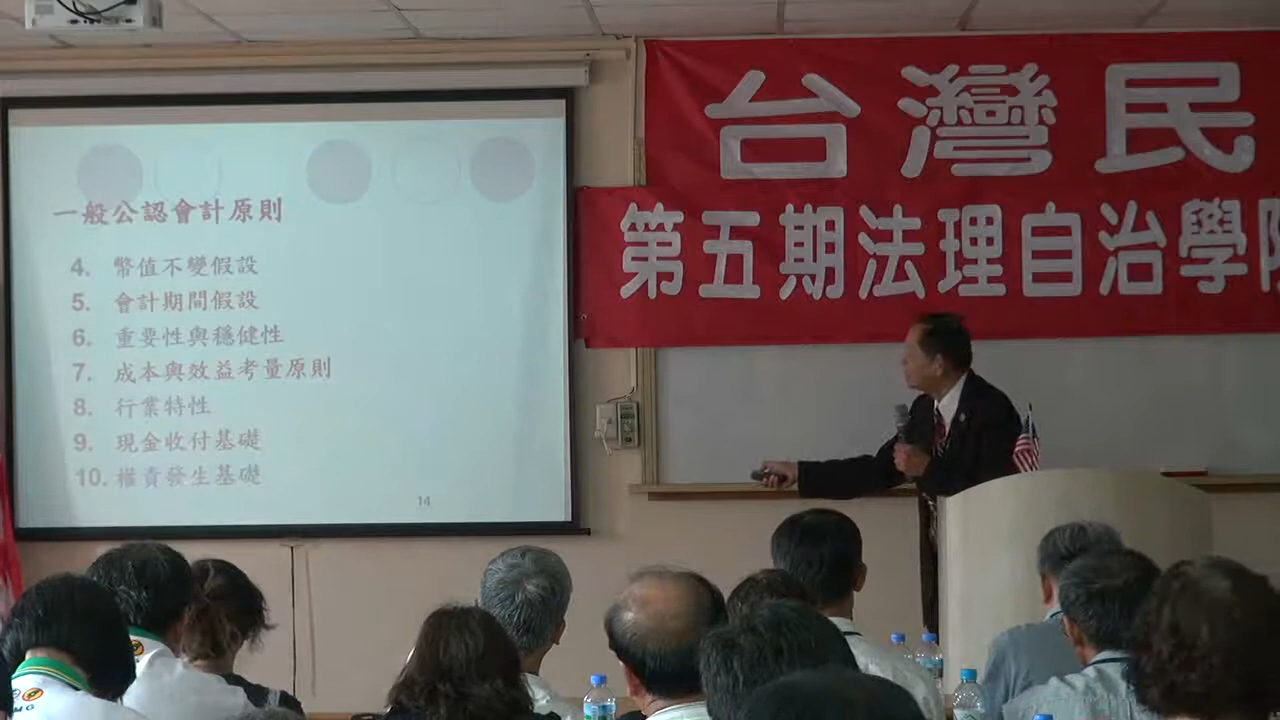 台灣民
第五期法理自治學院
一般公認會計原則
4. 幣值不變假設
5. 會計期間假設
6. 重要性與穩健性
7. 成本與效益考量原則
8. 行業特性
9. 現金收付基礎
10. 權責發生基礎
14